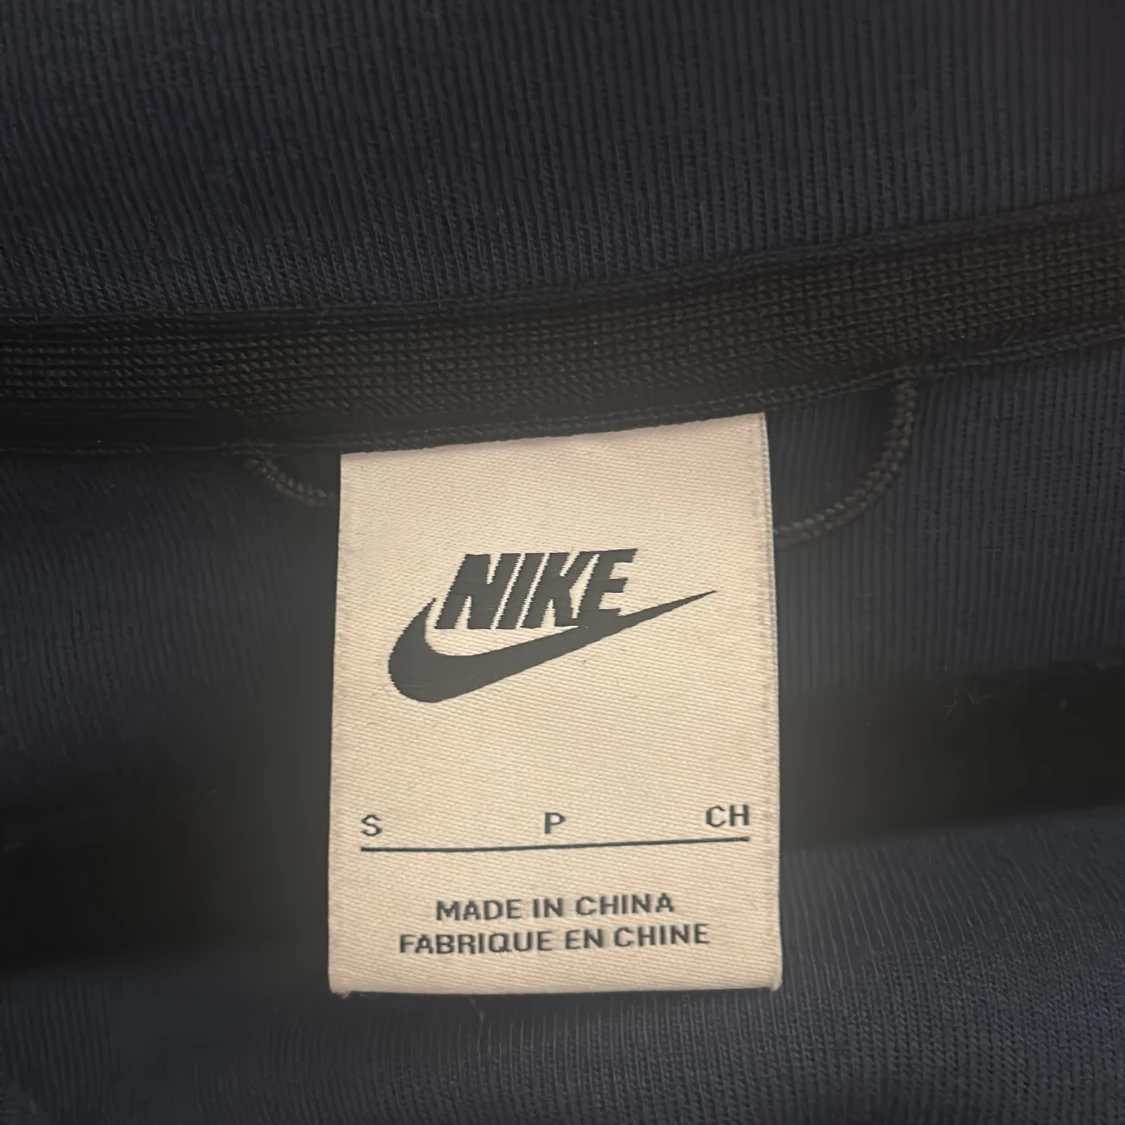 NIKE
S P CH
MADE IN CHINA
FABRIQUE EN CHINE